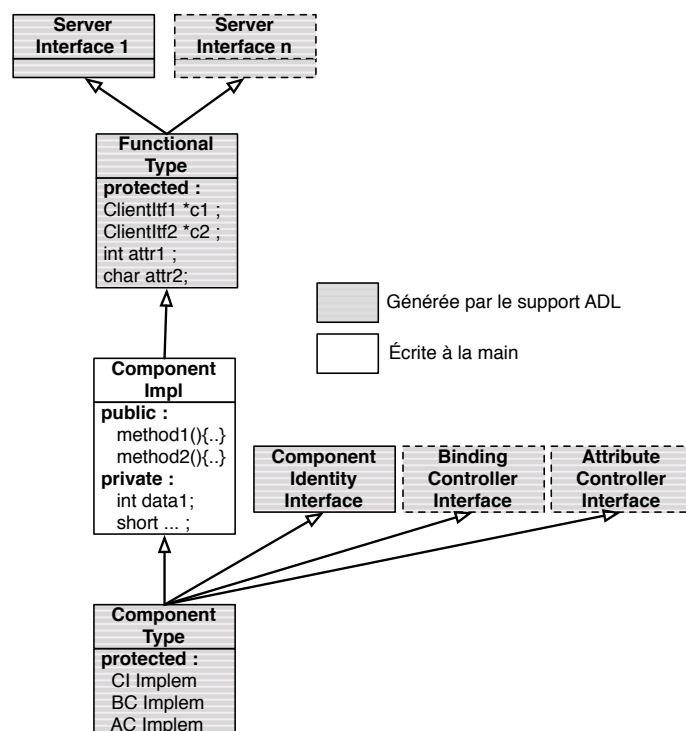 Server
Interface 1
Server
Interface n
Functional
Type
protected :
ClientItf1 *c1 ;
ClientItf2 *c2 ;
int attr1 ;
char attr2;
Générée par le support ADL
Écrite à la main
Component
Impl
public :
method1(){..}
method2(){..}
private :
int data1;
short ... ;
Component
Identity
Interface
Binding
Controller
Interface
Attribute
Controller
Interface
Component
Type
protected :
CI Implem
BC Implem
AC Implem